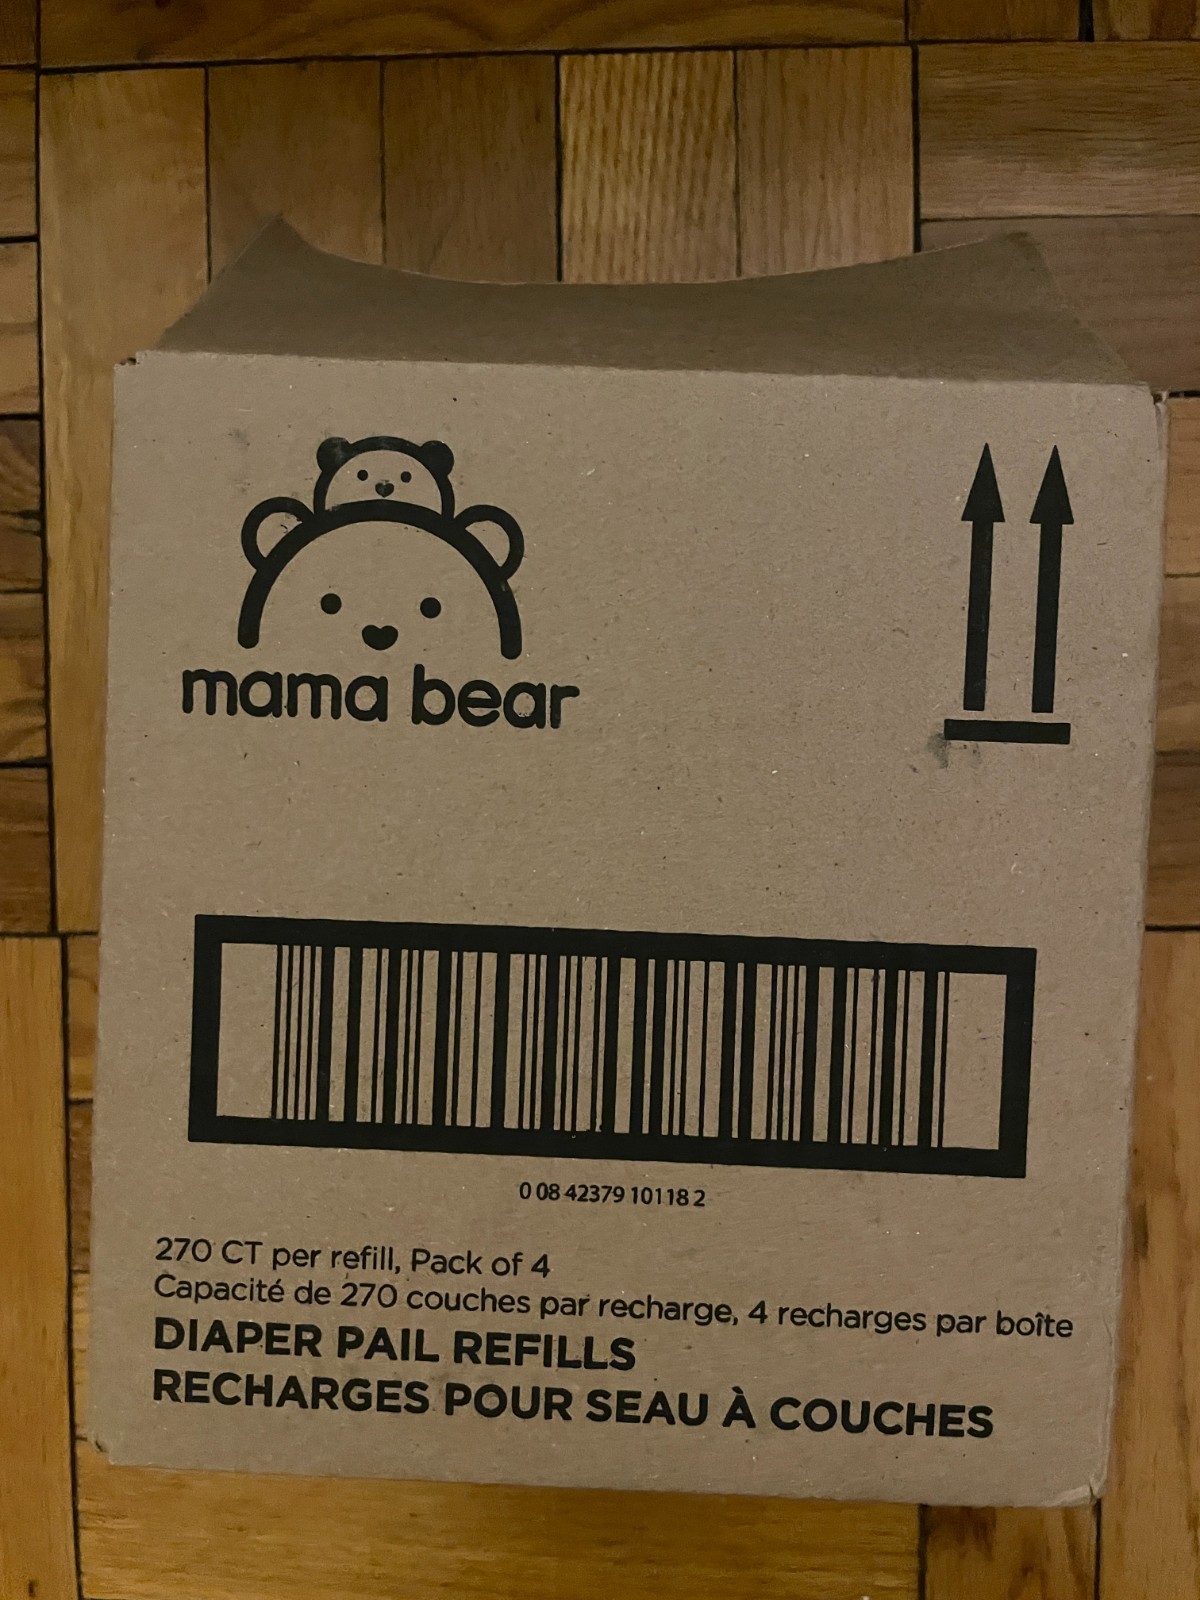 mama bear
0 08 42379 10118 2
270 CT per refill, Pack of 4
Capacité de 270 couches par recharge, 4 recharges par boîte
DIAPER PAIL REFILLS
RECHARGES POUR SEAU À COUCHES